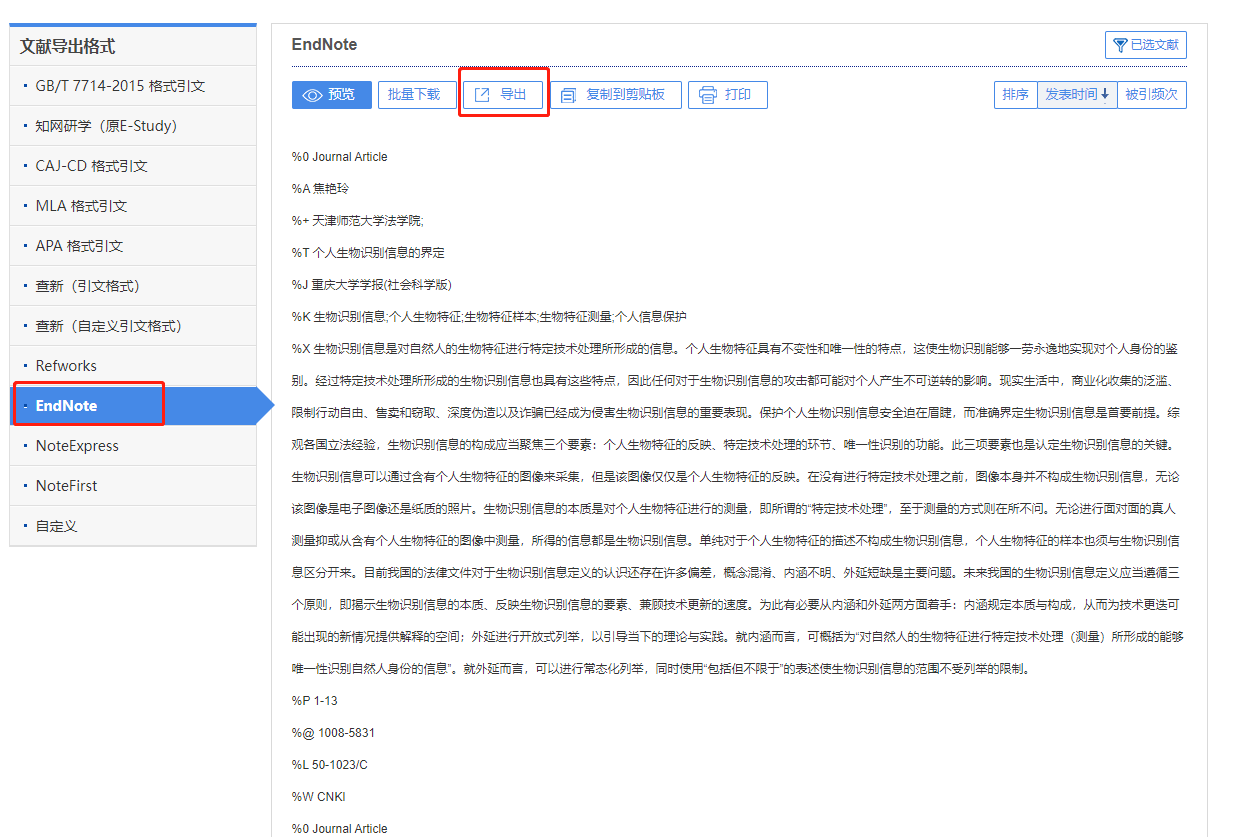 文献导出格式
GB/T 7714-2015 格式引文
知网研学（原E-Study）
CAJ-CD 格式引文
MLA 格式引文
APA 格式引文
查新（引文格式）
查新（自定义引文格式）
Refworks
EndNote
NoteExpress
NoteFirst
自定义
EndNote
已选文献
预览
批量下载
导出
复制到剪贴板
打印
排序
发表时间↓
被引频次
%0 Journal Article
%A 焦艳玲
%+ 天津师范大学法学院;
%T 个人生物识别信息的界定
%J 重庆大学学报(社会科学版)
%K 生物识别信息;个人生物特征;生物特征样本;生物特征测量;个人信息保护
%X 生物识别信息是对自然人的生物特征进行特定技术处理所形成的信息。个人生物特征具有不变性和唯一性的特点，这使生物识别能够一劳永逸地实现对个人身份的鉴
别。经过特定技术处理所形成的生物识别信息也具有这些特点，因此任何对于生物识别信息的攻击都可能对个人产生不可逆转的影响。现实生活中，商业化收集的泛滥、
限制行动自由、售卖和窃取、深度伪造以及诈骗已经成为侵害生物识别信息的重要表现。保护个人生物识别信息安全迫在眉睫，而准确界定生物识别信息是首要前提。综
观各国立法经验，生物识别信息的构成应当聚焦三个要素：个人生物特征的反映、特定技术处理的环节、唯一性识别的功能。此三项要素也是认定生物识别信息的关键。
生物识别信息可以通过含有个人生物特征的图像来采集，但是该图像仅仅是个人生物特征的反映。在没有进行特定技术处理之前，图像本身并不构成生物识别信息，无论
该图像是电子图像还是纸质的照片。生物识别信息的本质是对个人生物特征进行的测量，即所谓的“特定技术处理”，至于测量的方式则在所不问。无论进行面对面的真人
测量抑或从含有个人生物特征的图像中测量，所得的信息都是生物识别信息。单纯对于个人生物特征的描述不构成生物识别信息，个人生物特征的样本也须与生物识别信
息区分开来。目前我国的法律文件对于生物识别信息定义的认识还存在许多偏差，概念混淆、内涵不明、外延短缺是主要问题。未来我国的生物识别信息定义应当遵循三
个原则，即揭示生物识别信息的本质、反映生物识别信息的要素、兼顾技术更新的速度。为此有必要从内涵和外延两方面着手：内涵规定本质与构成，从而为技术更迭可
能出现的新情况提供解释的空间；外延进行开放式列举，以引导当下的理论与实践。就内涵而言，可概括为“对自然人的生物特征进行特定技术处理（测量）所形成的能够
唯一性识别自然人身份的信息”。就外延而言，可以进行常态化列举，同时使用“包括但不限于”的表述使生物识别信息的范围不受列举的限制。
%P 1-13
%@ 1008-5831
%L 50-1023/C
%W CNKI
%0 Journal Article